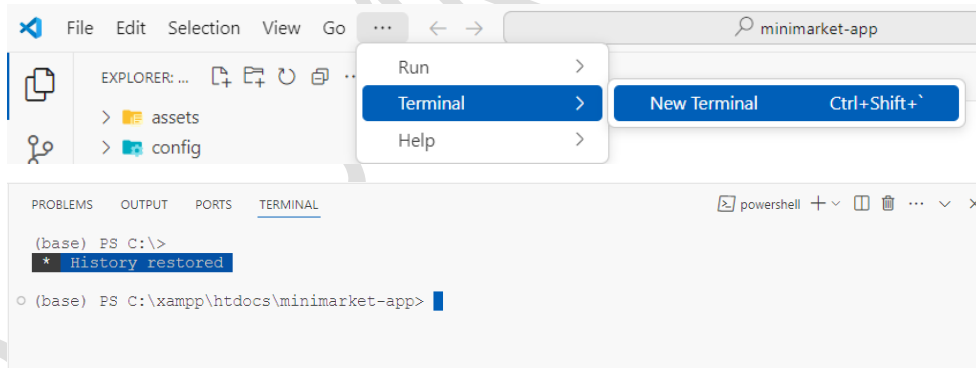 File Edit Selection View Go ... minimarket-app
EXPLORER: ...
Run
Terminal
New Terminal Ctrl+Shift+`
Help
assets
config
PROBLEMS OUTPUT PORTS TERMINAL
powershell
(base) PS C:\>
* History restored
(base) PS C:\xampp\htdocs\minimarket-app>